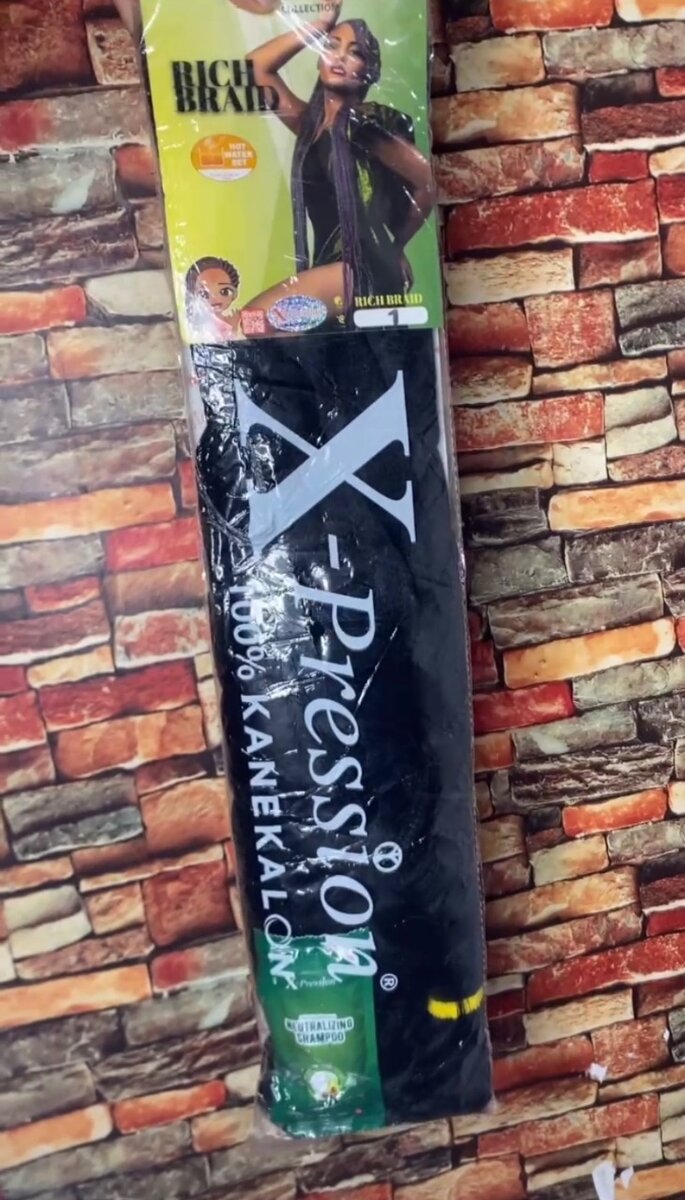 COLLECTION
RICH
BRAID
HOT
WATER
SET
RICH BRAID
1
X-Pression®
100% KANEKALON
X-Pression
NEUTRALIZING
SHAMPOO